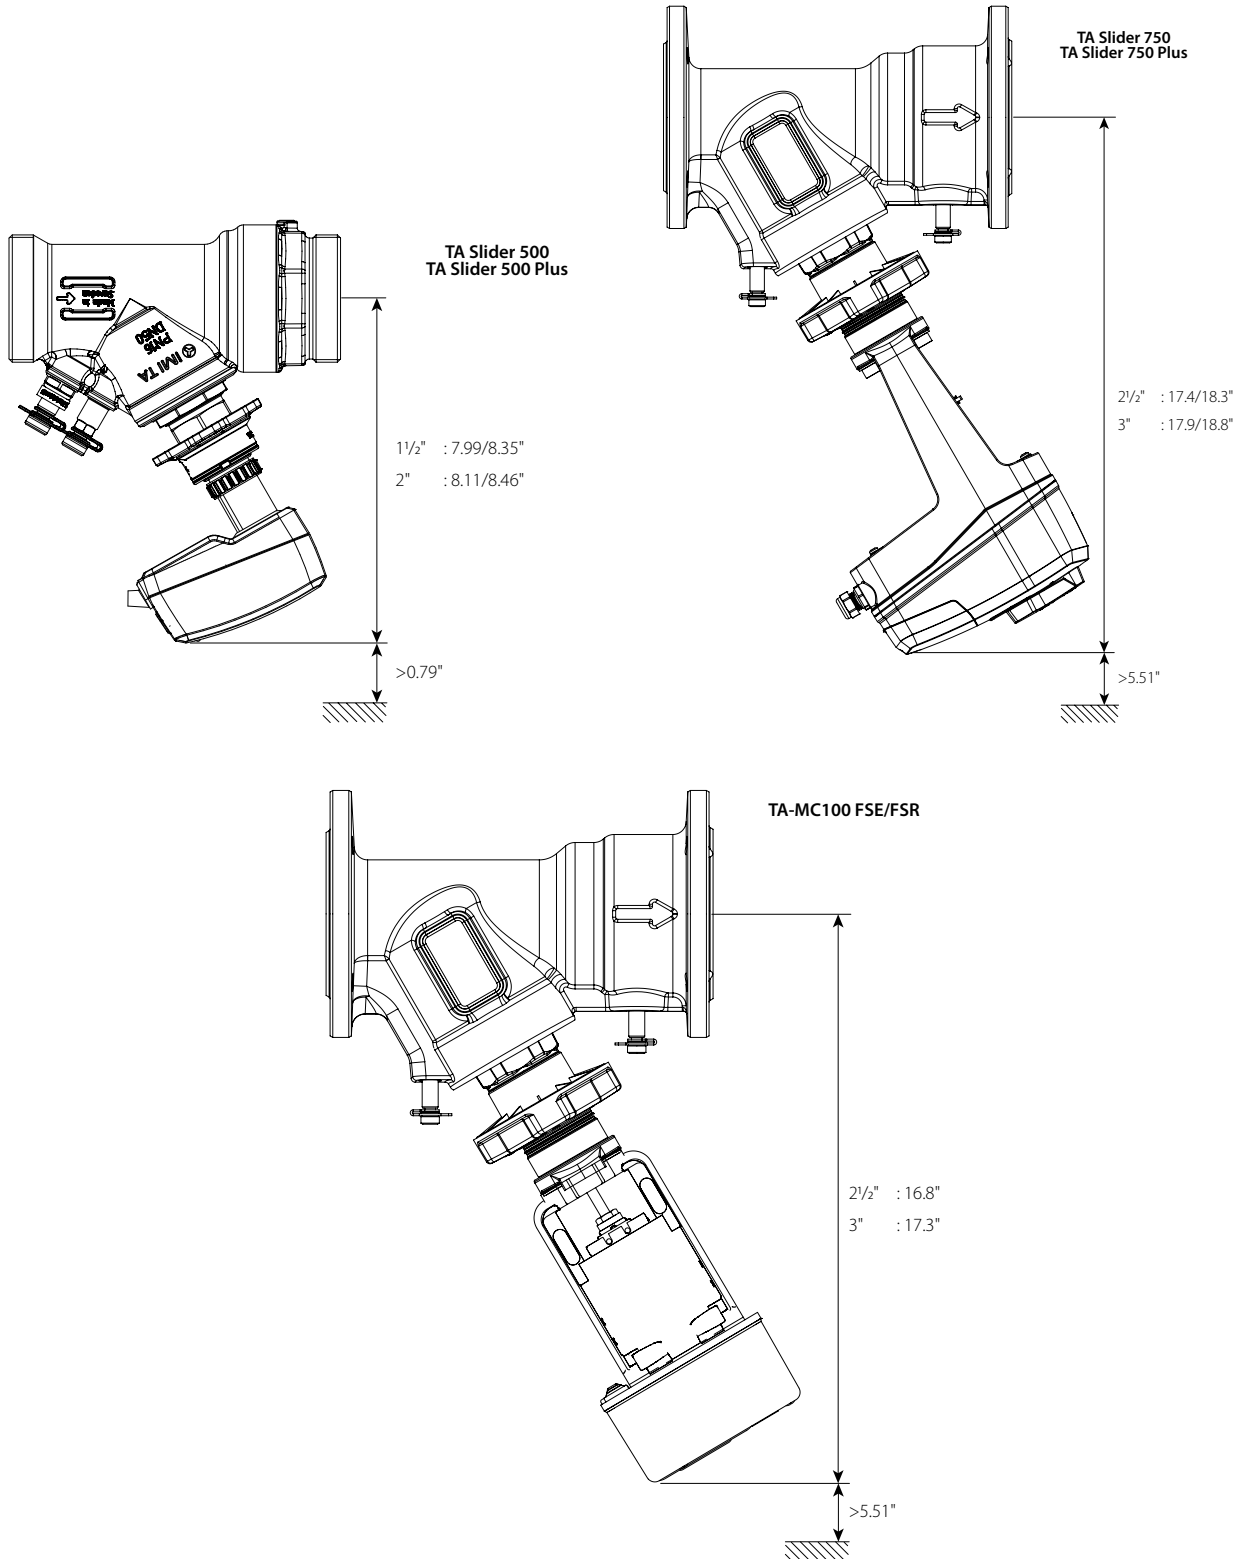 TA Slider 750
TA Slider 750 Plus
TA Slider 500
TA Slider 500 Plus
Made in
Sweden
PN16
DN50
IMI TA
2½" : 17.4/18.3"
3" : 17.9/18.8"
1½" : 7.99/8.35"
2" : 8.11/8.46"
>0.79"
>5.51"
TA-MC100 FSE/FSR
2½" : 16.8"
3" : 17.3"
>5.51"